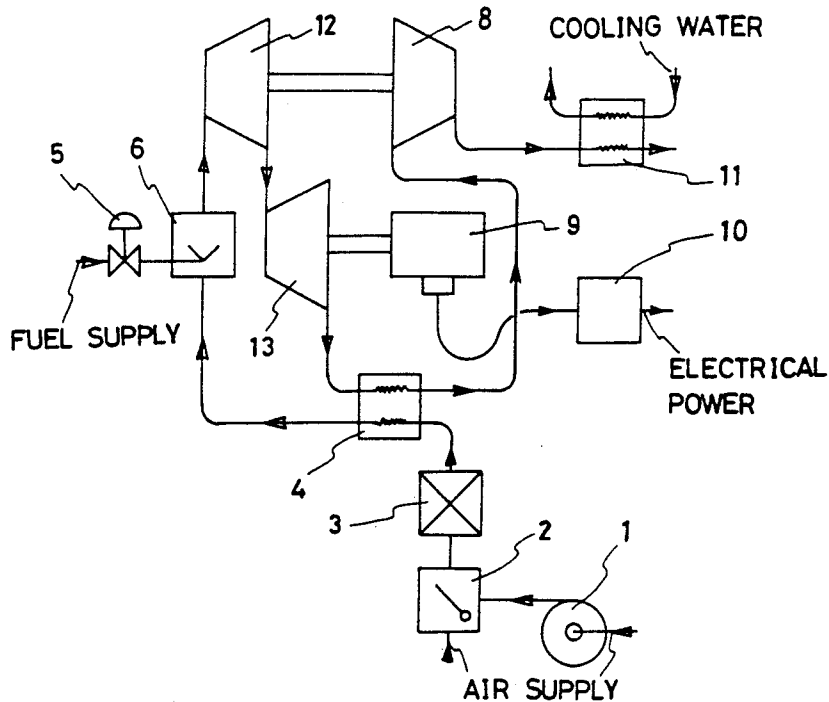 12
8
COOLING WATER
5
6
11
9
10
FUEL SUPPLY
13
ELECTRICAL
POWER
4
3
2
1
AIR SUPPLY